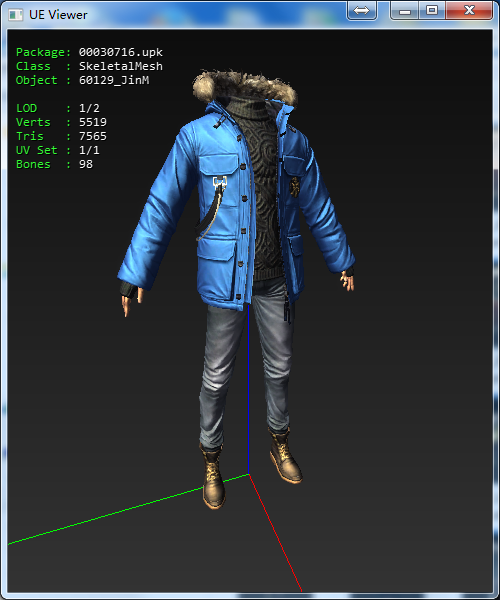 UE Viewer
Package: 00030716.upk
Class : SkeletalMesh
Object : 60129_JinM
LOD : 1/2
Verts : 5519
Tris : 7565
UV Set : 1/1
Bones : 98